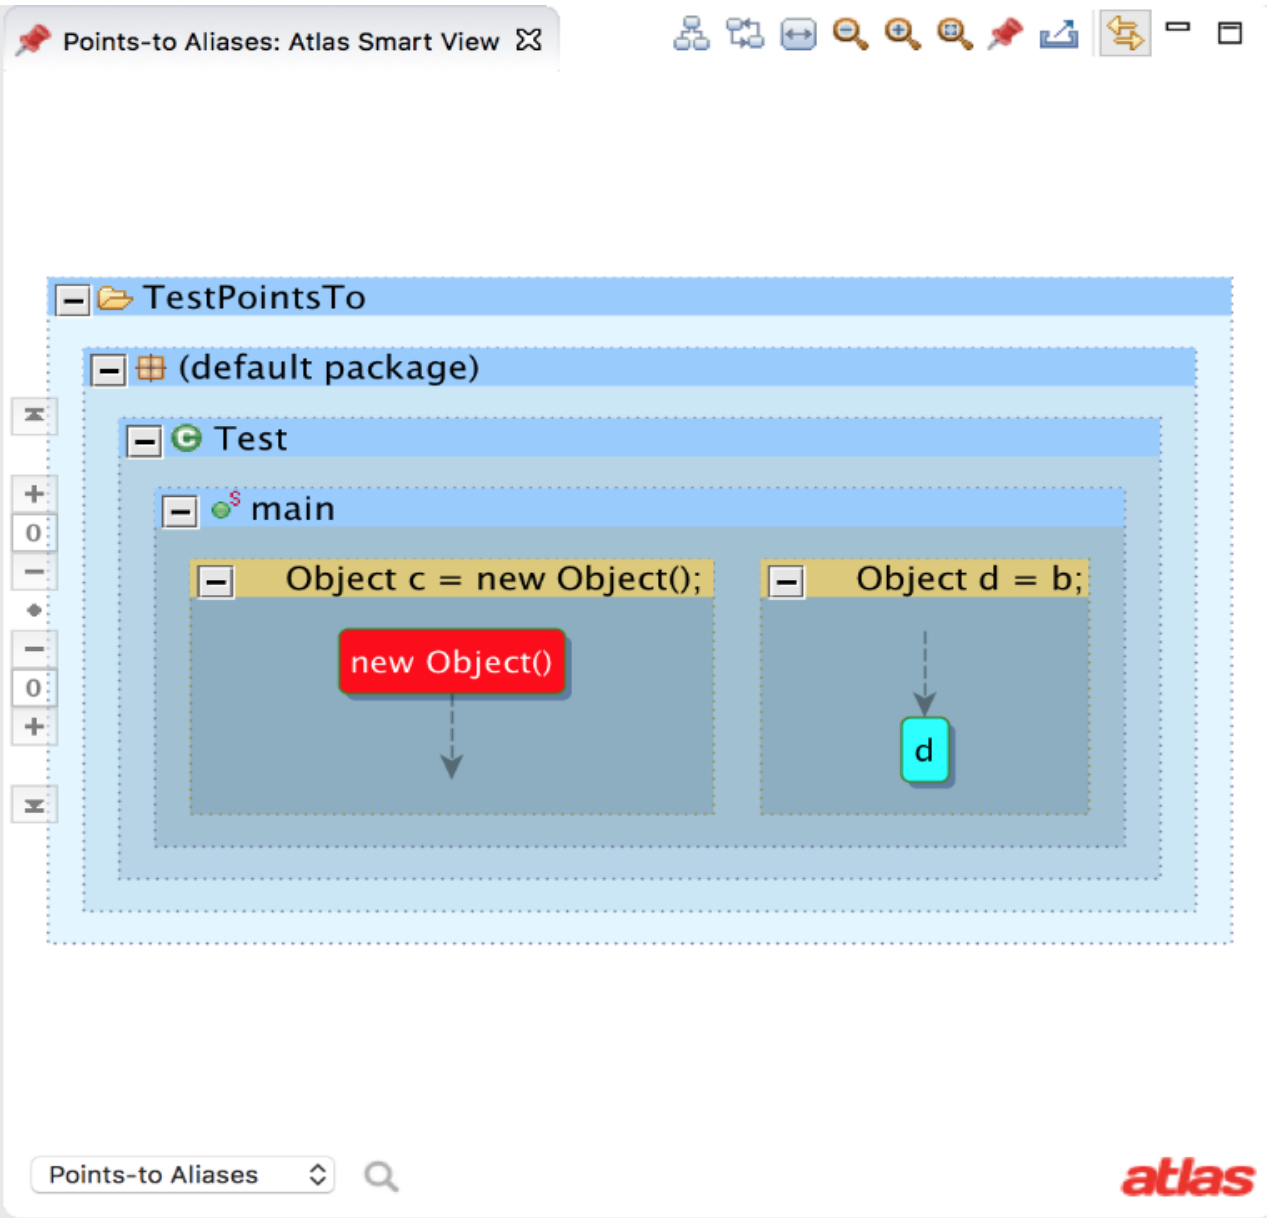 Points-to Aliases: Atlas Smart View
TestPointsTo
(default package)
C Test
S main
Object c = new Object();
Object d = b;
new Object()
d
+
0
−
−
0
+
Points-to Aliases
atlas